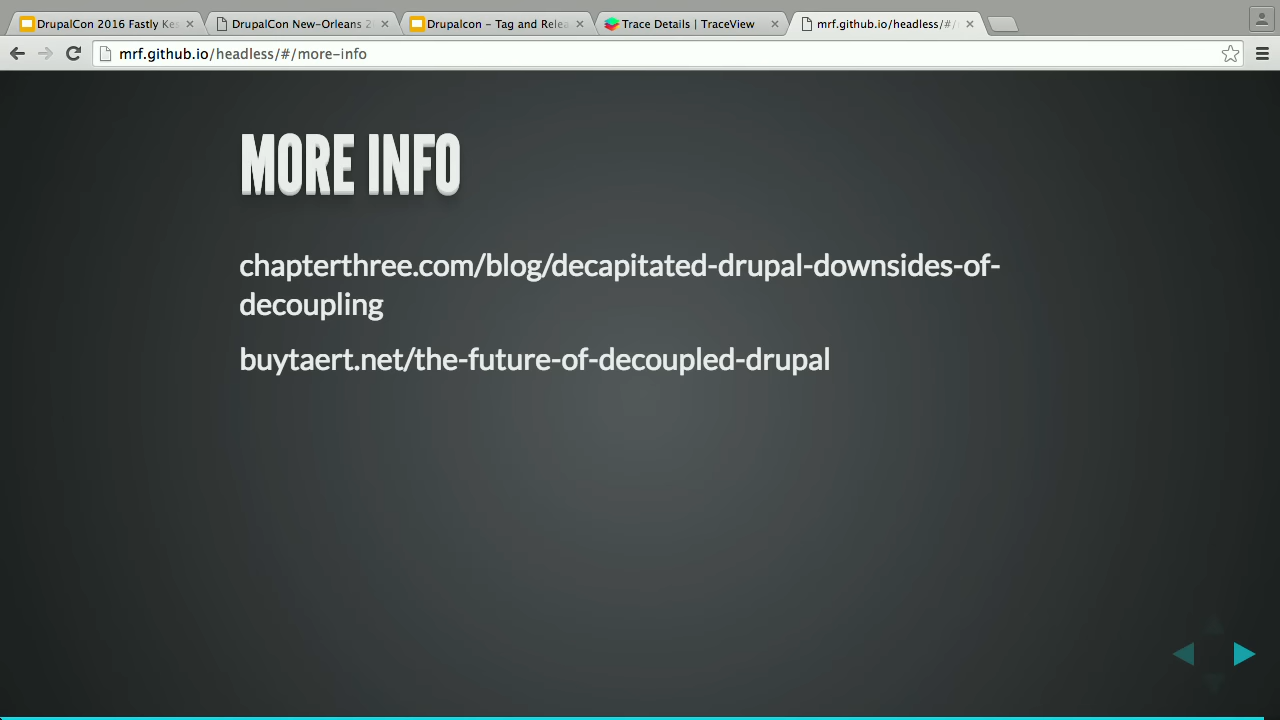 DrupalCon 2016 Fastly Ke
DrupalCon New-Orleans 2
Drupalcon – Tag and Relea
Trace Details | TraceView
mrf.github.io/headless/#/
mrf.github.io/headless/#/more-info
MORE INFO
chapterthree.com/blog/decapitated-drupal-downsides-of-
decoupling
buytaert.net/the-future-of-decoupled-drupal